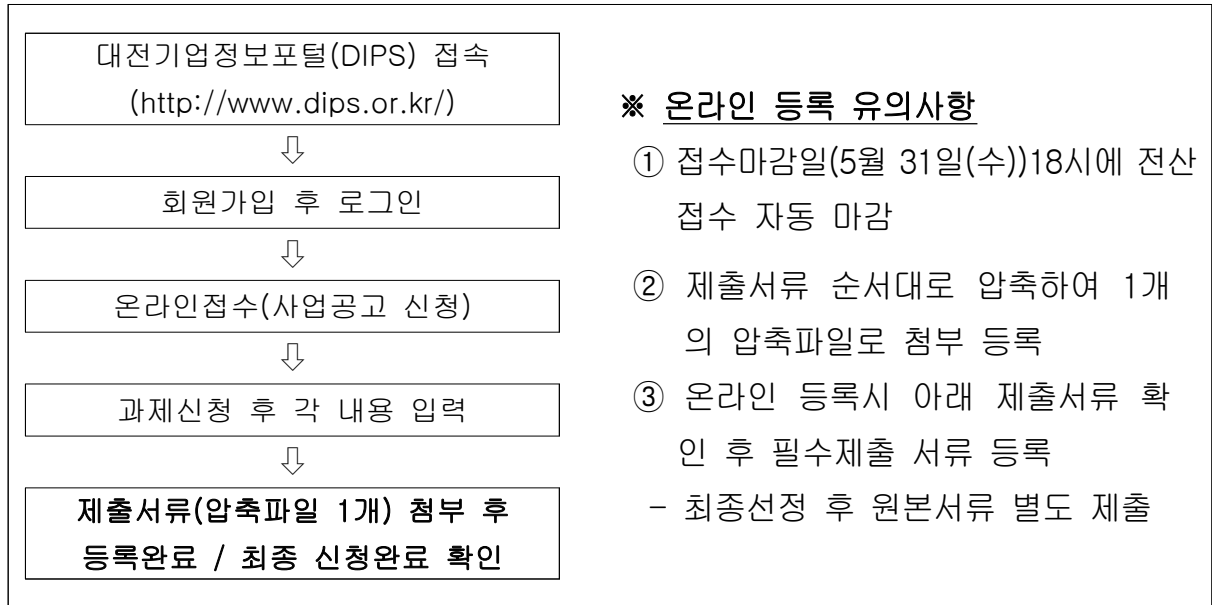 대전기업정보포털(DIPS) 접속
(http://www.dips.or.kr/)
⇩
회원가입 후 로그인
⇩
온라인접수(사업공고 신청)
⇩
과제신청 후 각 내용 입력
⇩
제출서류(압축파일 1개) 첨부 후
등록완료 / 최종 신청완료 확인
※ 온라인 등록 유의사항
① 접수마감일(5월 31일(수))18시에 전산
접수 자동 마감
② 제출서류 순서대로 압축하여 1개
의 압축파일로 첨부 등록
③ 온라인 등록시 아래 제출서류 확
인 후 필수제출 서류 등록
- 최종선정 후 원본서류 별도 제출